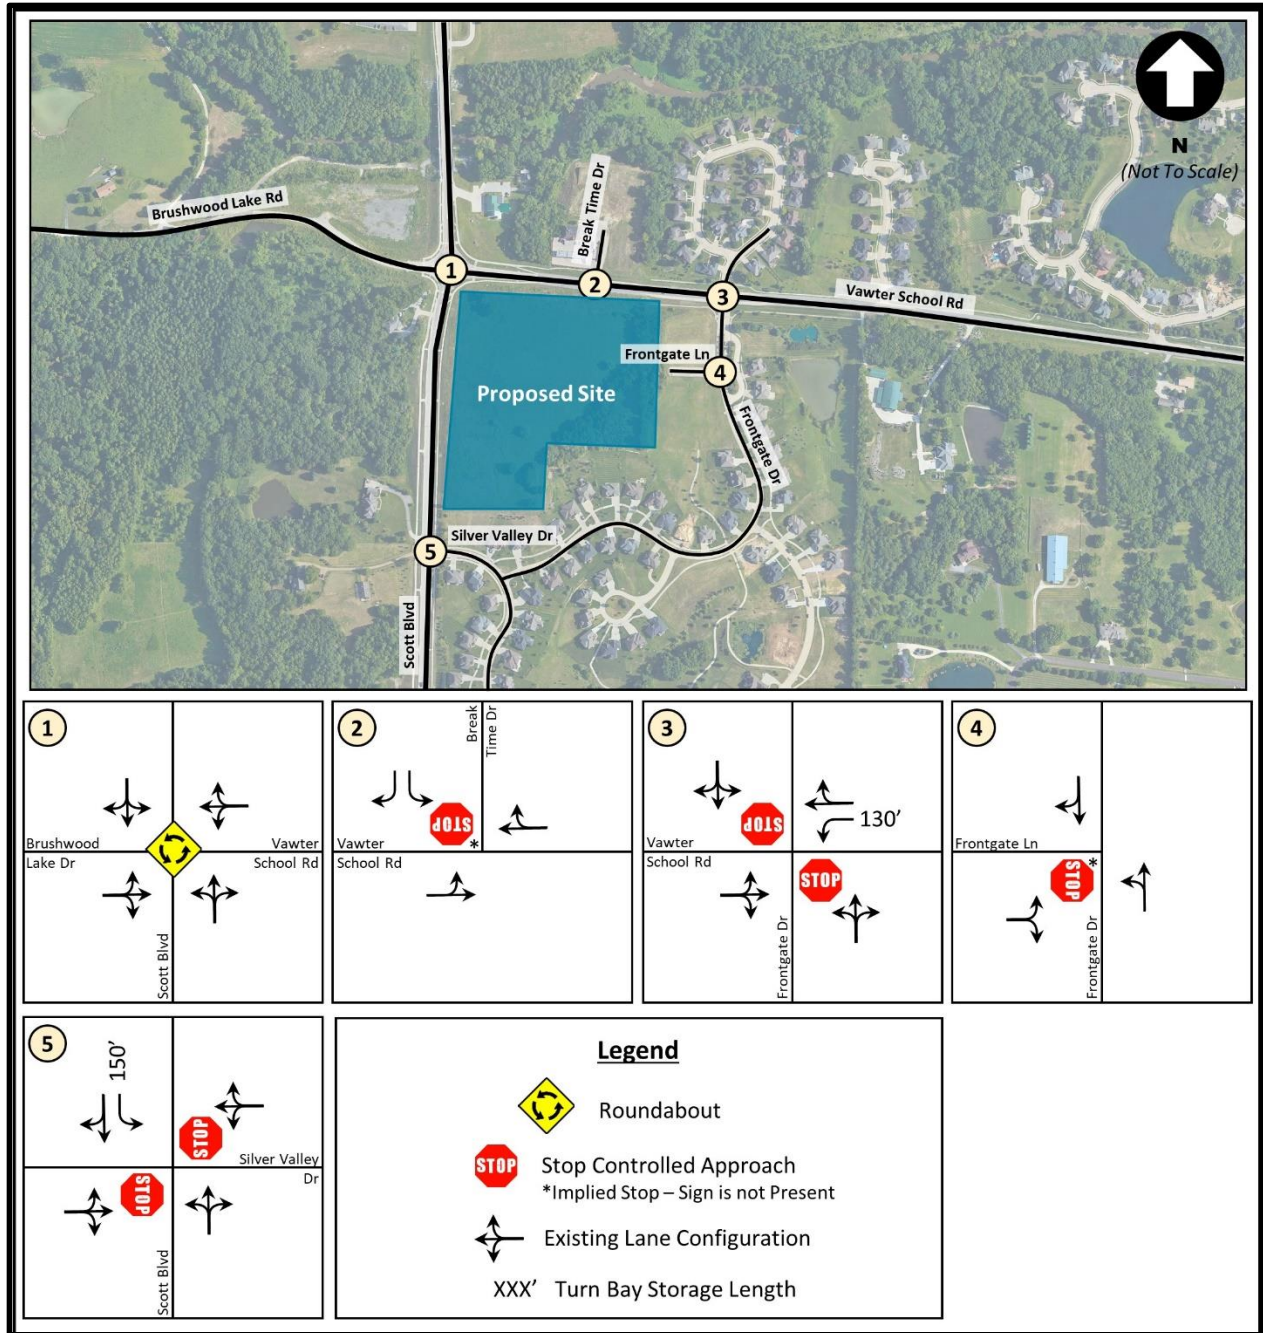 N
(Not To Scale)
Brushwood Lake Rd
Break Time Dr
1
2
3
Vawter School Rd
Frontgate Ln
4
Proposed Site
Frontgate Dr
Silver Valley Dr
5
Scott Blvd
1
Brushwood
Lake Dr
Vawter
School Rd
Scott Blvd
2
Break
Time Dr
STOP
*
Vawter
School Rd
3
130'
STOP
Vawter
School Rd
STOP
Frontgate Dr
4
Frontgate Ln
STOP
*
Frontgate Dr
5
150'
STOP
Silver Valley
Dr
STOP
Scott Blvd
Legend
Roundabout
STOP
Stop Controlled Approach
*Implied Stop – Sign is not Present
Existing Lane Configuration
XXX' Turn Bay Storage Length